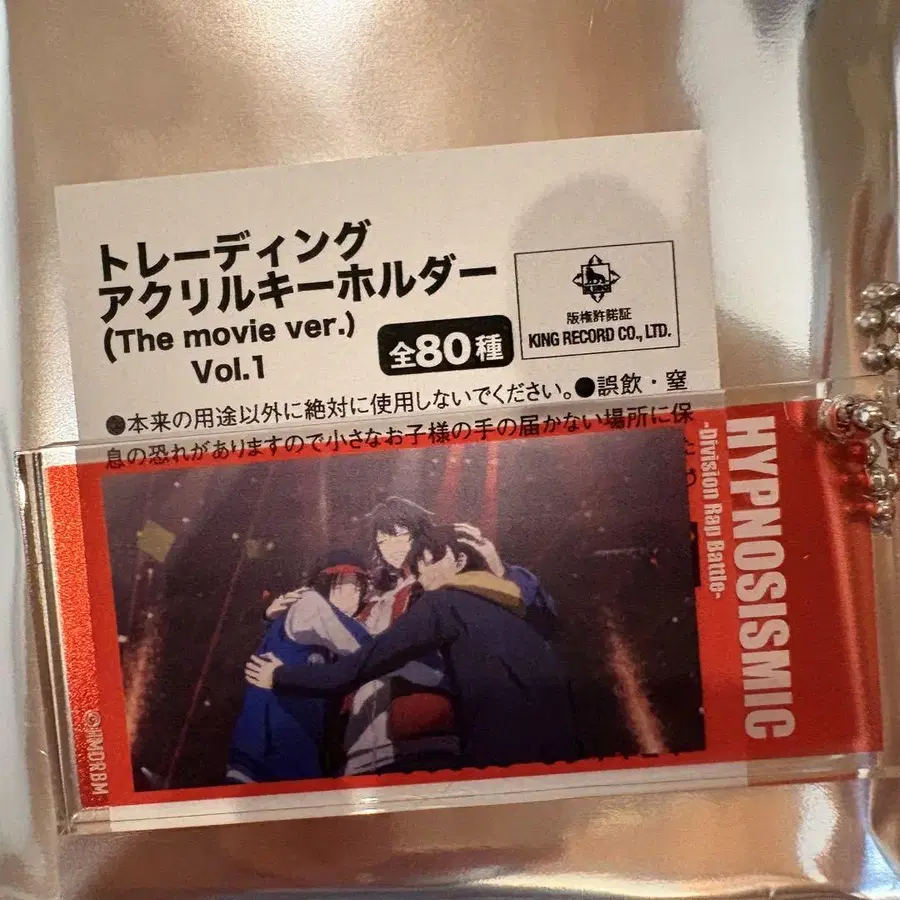 トレーディング
アクリルキーホルダー
(The movie ver.)
Vol.1
全80種
版権許諾証
KING RECORD CO., LTD.
●本来の用途以外に絶対に使用しないでください。●誤飲・窒
息の恐れがありますので小さなお子様の手の届かない場所に保
HYPNOSISMIC
-Division Rap Battle-
©HMDRBM